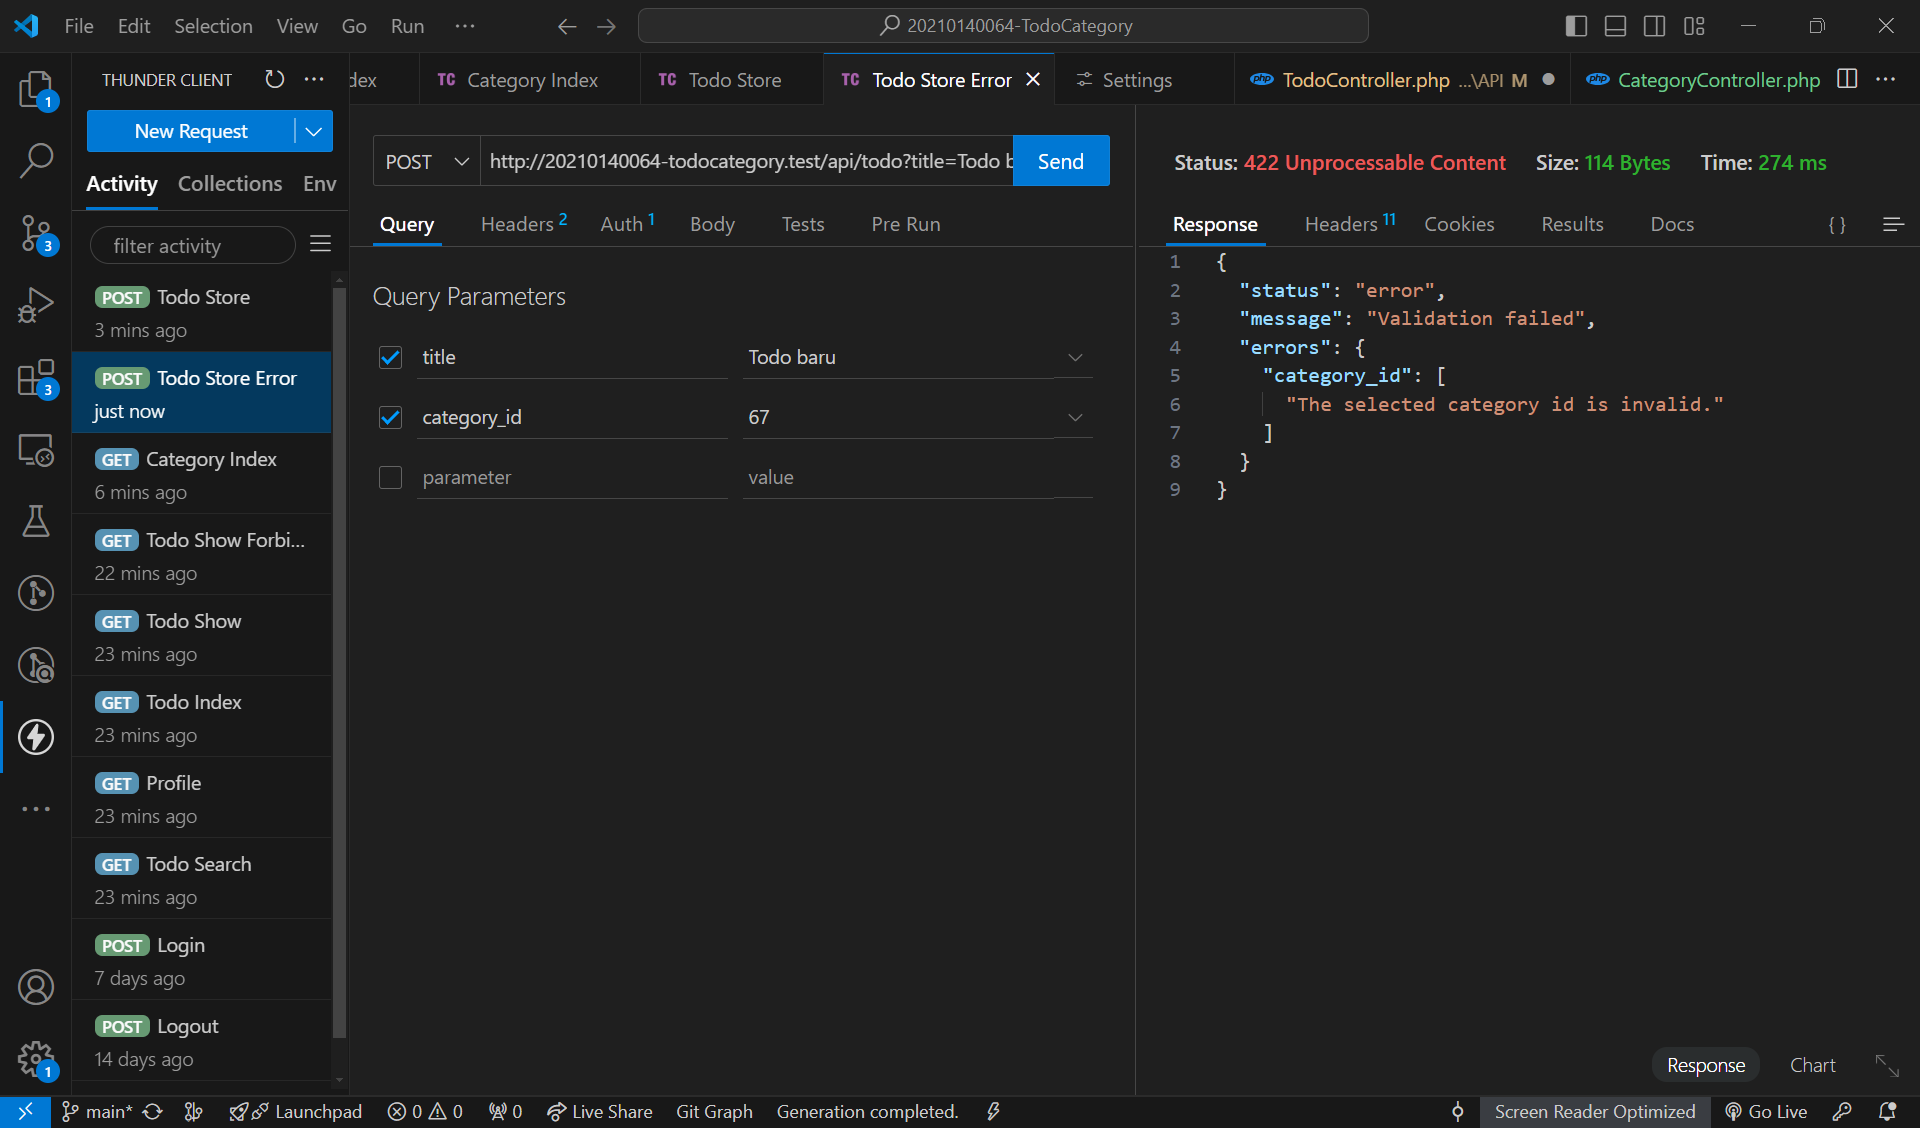 File Edit Selection View Go Run ···
20210140064-TodoCategory
THUNDER CLIENT
dex
TC Category Index
TC Todo Store
TC Todo Store Error
Settings
php TodoController.php ...\API M
php CategoryController.php
New Request
Activity Collections Env
filter activity
POST Todo Store
3 mins ago
POST Todo Store Error
just now
GET Category Index
6 mins ago
GET Todo Show Forbi...
22 mins ago
GET Todo Show
23 mins ago
GET Todo Index
23 mins ago
GET Profile
23 mins ago
GET Todo Search
23 mins ago
POST Login
7 days ago
POST Logout
14 days ago
1
3
3
1
POST http://20210140064-todocategory.test/api/todo?title=Todo b Send
Query Headers 2 Auth 1 Body Tests Pre Run
Query Parameters
title Todo baru
category_id 67
parameter value
Status: 422 Unprocessable Content Size: 114 Bytes Time: 274 ms
Response Headers 11 Cookies Results Docs { }
1 {
2 "status": "error",
3 "message": "Validation failed",
4 "errors": {
5 "category_id": [
6 "The selected category id is invalid."
7 ]
8 }
9 }
Response Chart
main* Launchpad 0 0 0 Live Share Git Graph Generation completed. Screen Reader Optimized Go Live